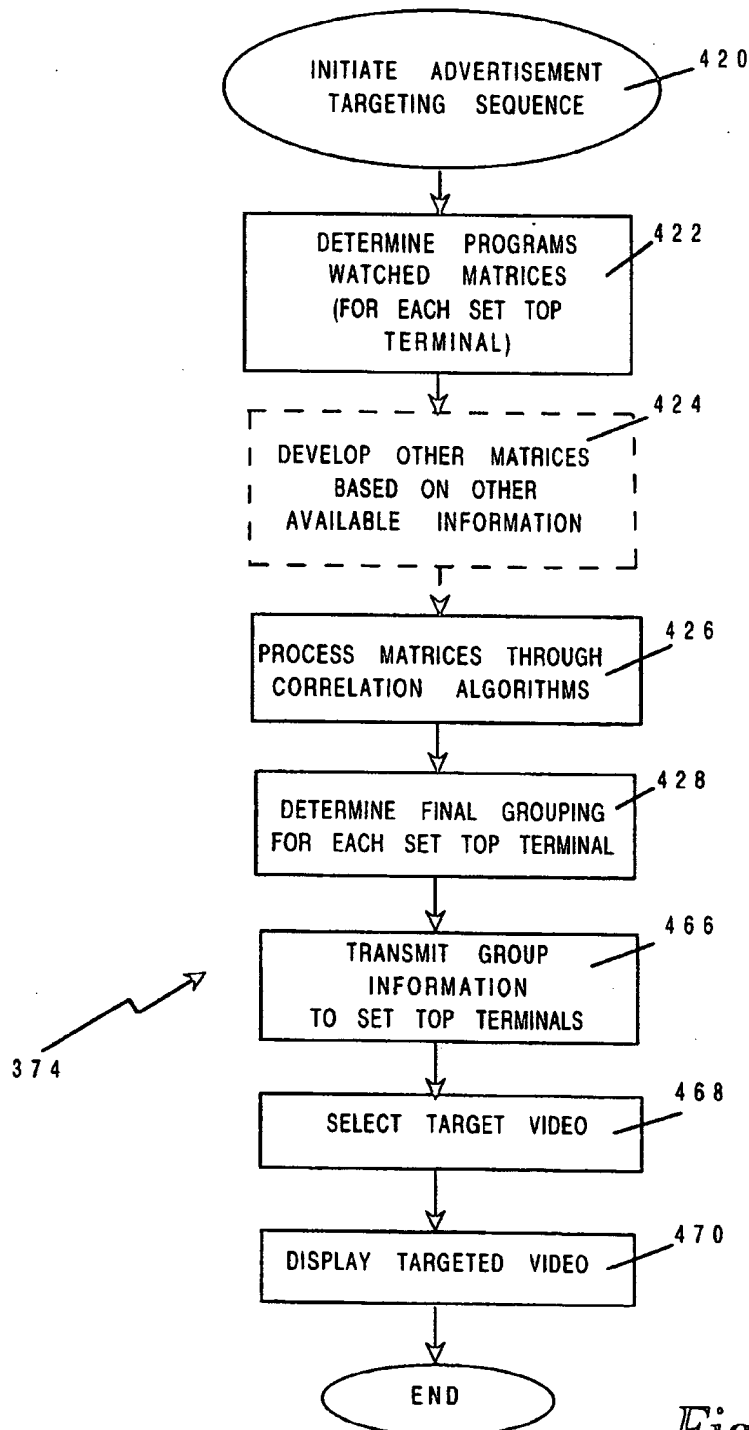 INITIATE ADVERTISEMENT
TARGETING SEQUENCE
420
DETERMINE PROGRAMS
WATCHED MATRICES
(FOR EACH SET TOP
TERMINAL)
422
DEVELOP OTHER MATRICES
BASED ON OTHER
AVAILABLE INFORMATION
424
PROCESS MATRICES THROUGH
CORRELATION ALGORITHMS
426
DETERMINE FINAL GROUPING
FOR EACH SET TOP TERMINAL
428
TRANSMIT GROUP
INFORMATION
TO SET TOP TERMINALS
466
374
SELECT TARGET VIDEO
468
DISPLAY TARGETED VIDEO
470
END